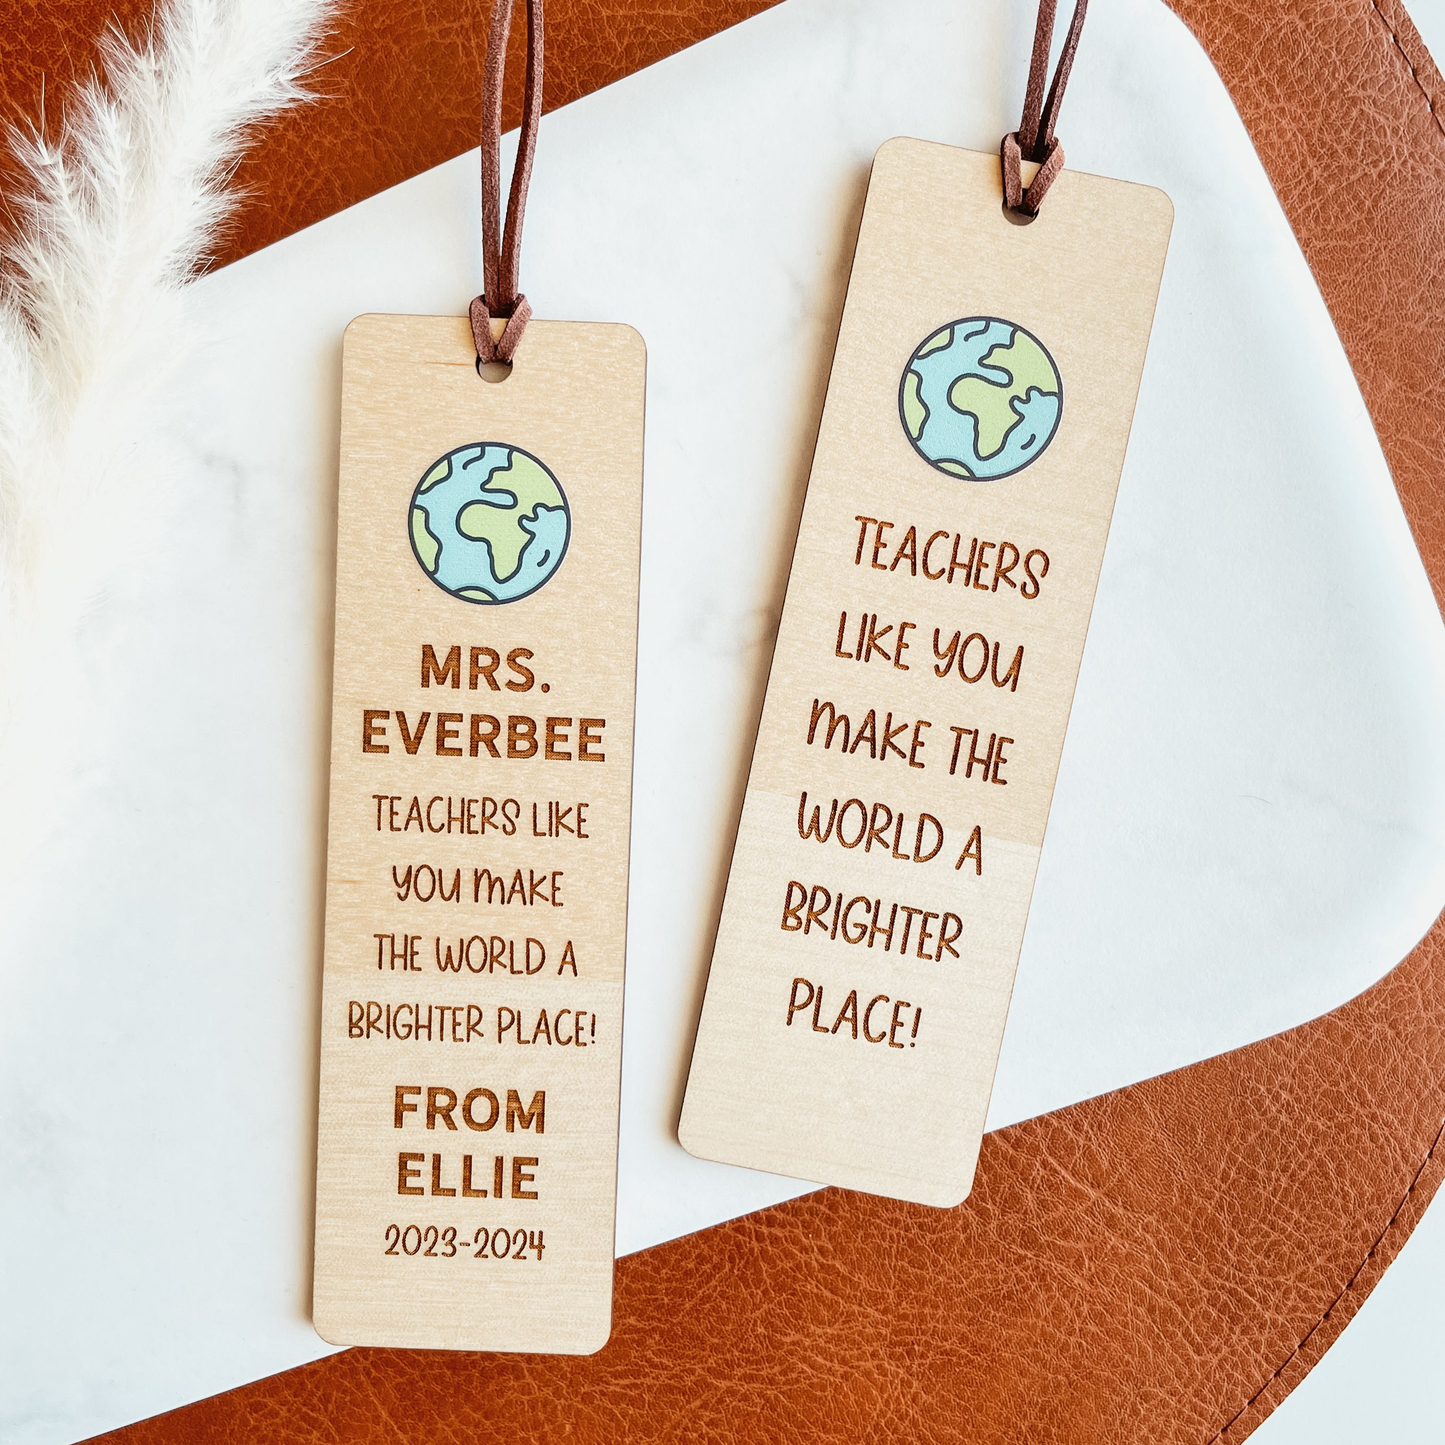 MRS.
EVERBEE
TEACHERS LIKE
YOU MAKE
THE WORLD A
BRIGHTER PLACE!
FROM
ELLIE
2023-2024
TEACHERS
LIKE YOU
MAKE THE
WORLD A
BRIGHTER
PLACE!